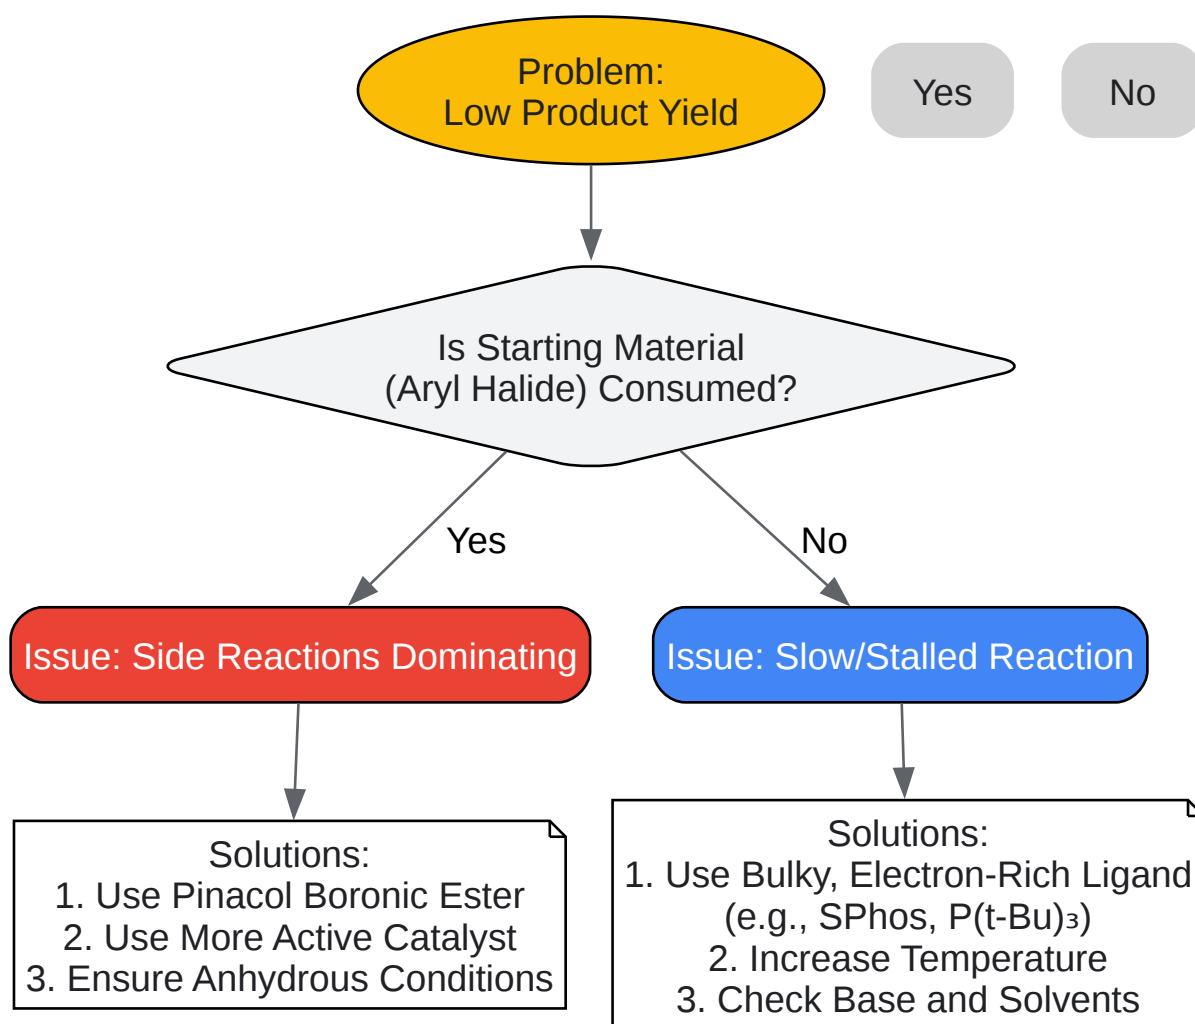 Problem:
Low Product Yield
Yes
No
Is Starting Material
(Aryl Halide) Consumed?
Yes
No
Issue: Side Reactions Dominating
Issue: Slow/Stalled Reaction
Solutions:
1. Use Pinacol Boronic Ester
2. Use More Active Catalyst
3. Ensure Anhydrous Conditions
Solutions:
1. Use Bulky, Electron-Rich Ligand
(e.g., SPhos, P(t-Bu)₃)
2. Increase Temperature
3. Check Base and Solvents